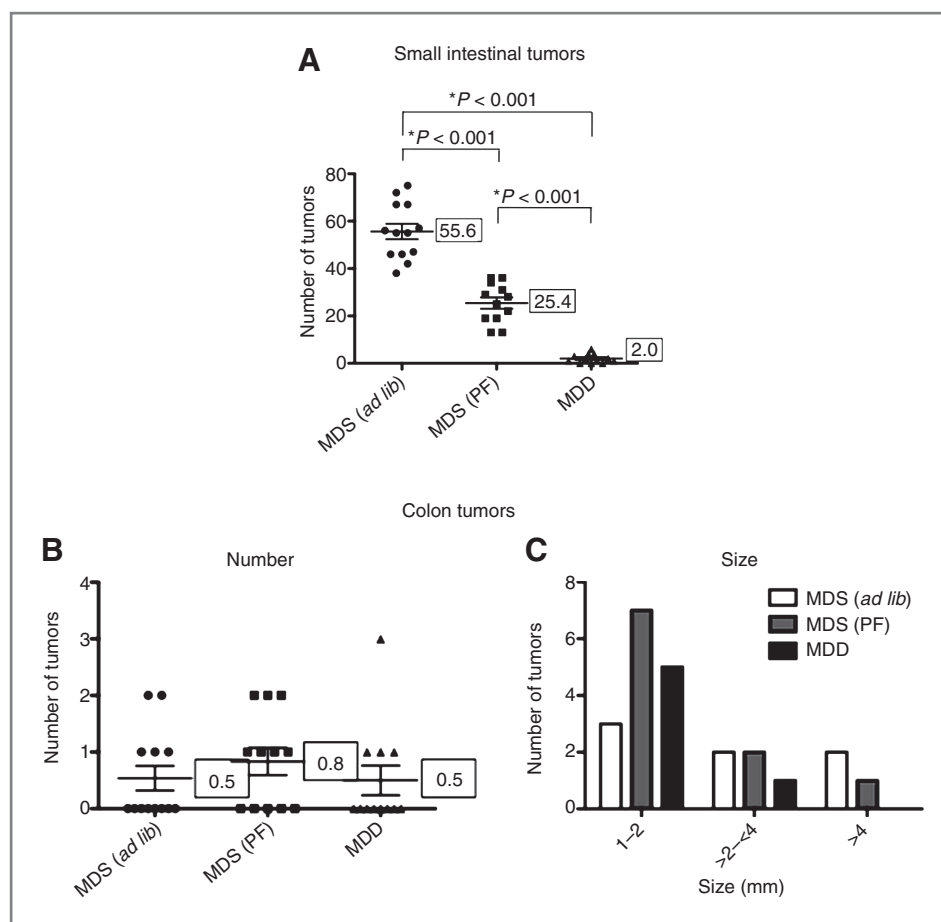 A
Small intestinal tumors
*P < 0.001
*P < 0.001
*P < 0.001
Number of tumors
80
60
40
20
0
55.6
25.4
2.0
MDS (ad lib)
MDS (PF)
MDD
Colon tumors
B
Number
Number of tumors
4
3
2
1
0
0.5
0.8
0.5
MDS (ad lib)
MDS (PF)
MDD
C
Size
Number of tumors
8
6
4
2
0
MDS (ad lib)
MDS (PF)
MDD
1–2
>2–<4
>4
Size (mm)